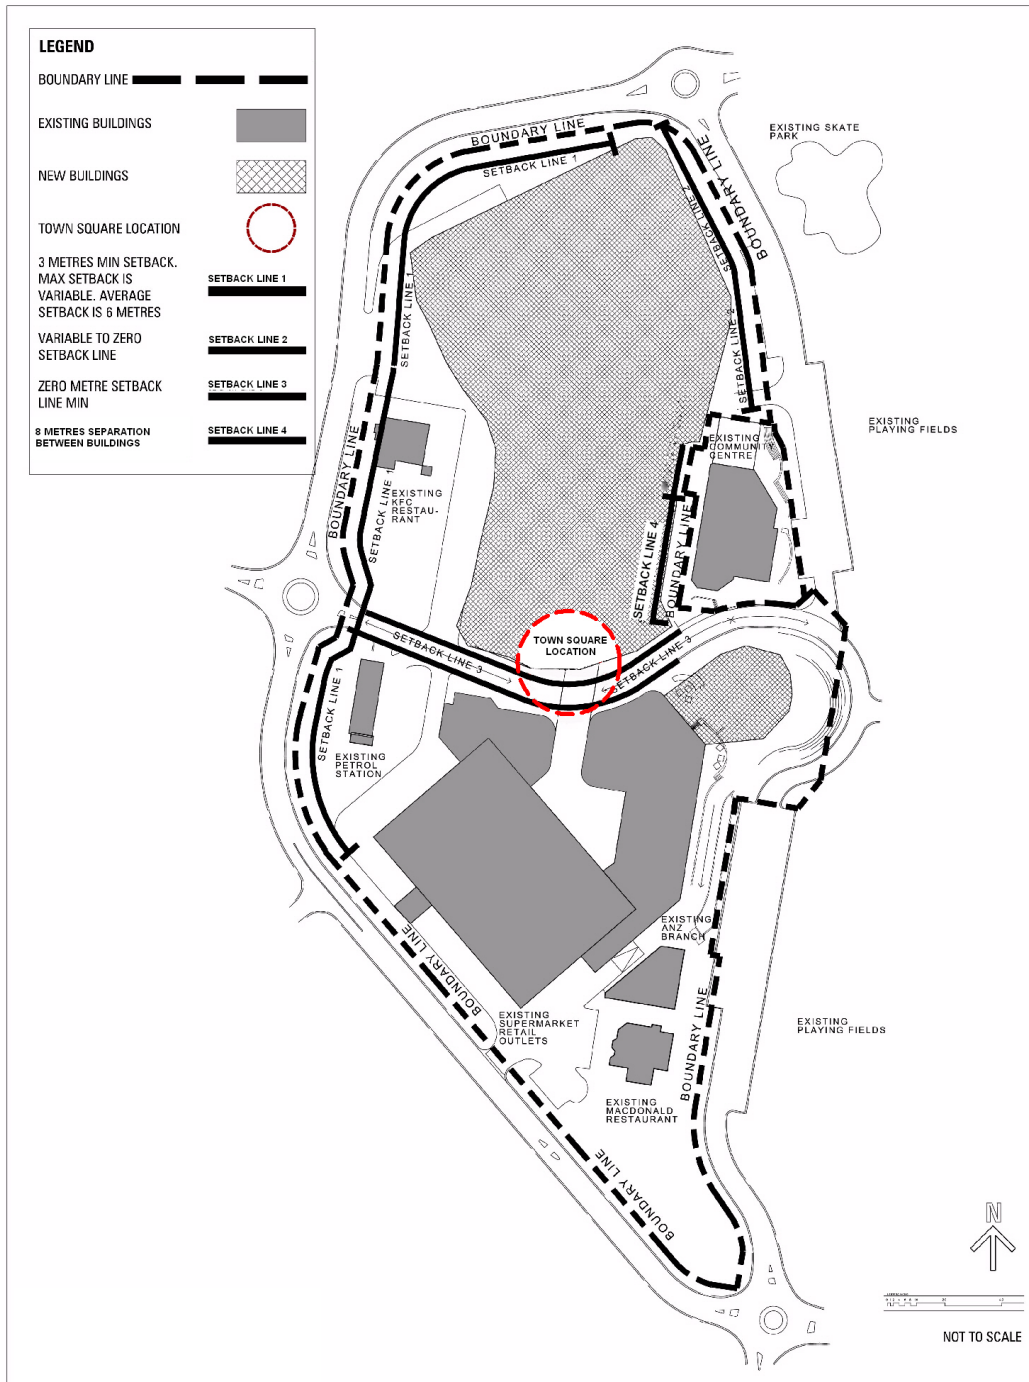 LEGEND
BOUNDARY LINE
EXISTING BUILDINGS
NEW BUILDINGS
TOWN SQUARE LOCATION
3 METRES MIN SETBACK.
MAX SETBACK IS
VARIABLE. AVERAGE
SETBACK IS 6 METRES
SETBACK LINE 1
VARIABLE TO ZERO
SETBACK LINE
SETBACK LINE 2
ZERO METRE SETBACK
LINE MIN
SETBACK LINE 3
8 METRES SEPARATION
BETWEEN BUILDINGS
SETBACK LINE 4
BOUNDARY LINE
SETBACK LINE 1
BOUNDARY LINE
BOUNDARY LINE
SETBACK LINE 2
EXISTING SKATE
PARK
SETBACK LINE 1
SETBACK LINE 2
EXISTING
PLAYING FIELDS
EXISTING
COMMUNITY
CENTRE
BOUNDARY LINE
SETBACK LINE 1
EXISTING
KFC
RESTAU-
RANT
SETBACK LINE 4
BOUNDARY LINE
TOWN SQUARE
LOCATION
SETBACK LINE 3
SETBACK LINE 3
SETBACK LINE 1
EXISTING
PETROL
STATION
EXISTING
ANZ
BRANCH
BOUNDARY LINE
BOUNDARY LINE
EXISTING
SUPERMARKET
RETAIL
OUTLETS
EXISTING
PLAYING FIELDS
EXISTING
MACDONALD
RESTAURANT
BOUNDARY LINE
N
NOT TO SCALE